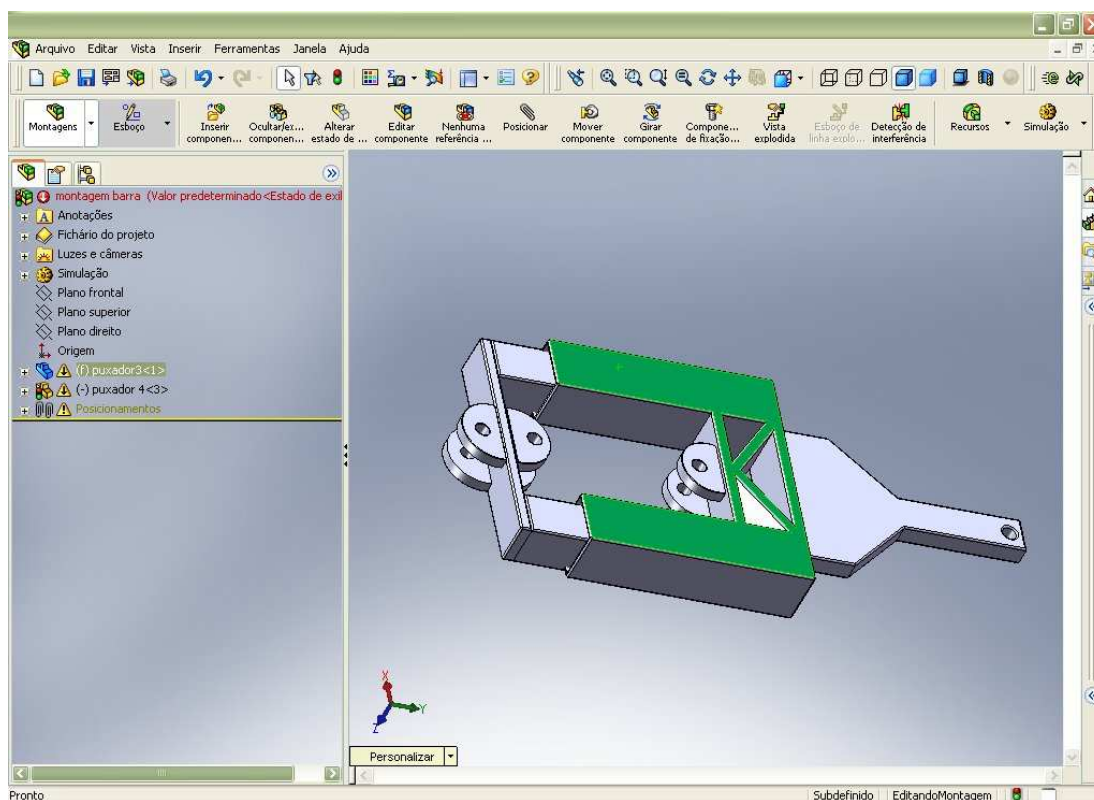 Arquivo Editar Vista Inserir Ferramentas Janela Ajuda
Montagens
Esboço
Inserir componen...
Ocultar/ex... componen...
Alterar estado de ...
Editar componente
Nenhuma referência ...
Posicionar
Mover componente
Girar componente
Compone... de fixação...
Vista explodida
Esboço de linha explo...
Detecção de interferência
Recursos
Simulação
montagem barra (Valor predeterminado<Estado de exi
Anotações
Fichário do projeto
Luzes e câmeras
Simulação
Plano frontal
Plano superior
Plano direito
Origem
(f) puxador3<1>
(-) puxador 4<3>
Posicionamentos
X
Y
Z
Personalizar
Pronto
Subdefinido EditandoMontagem